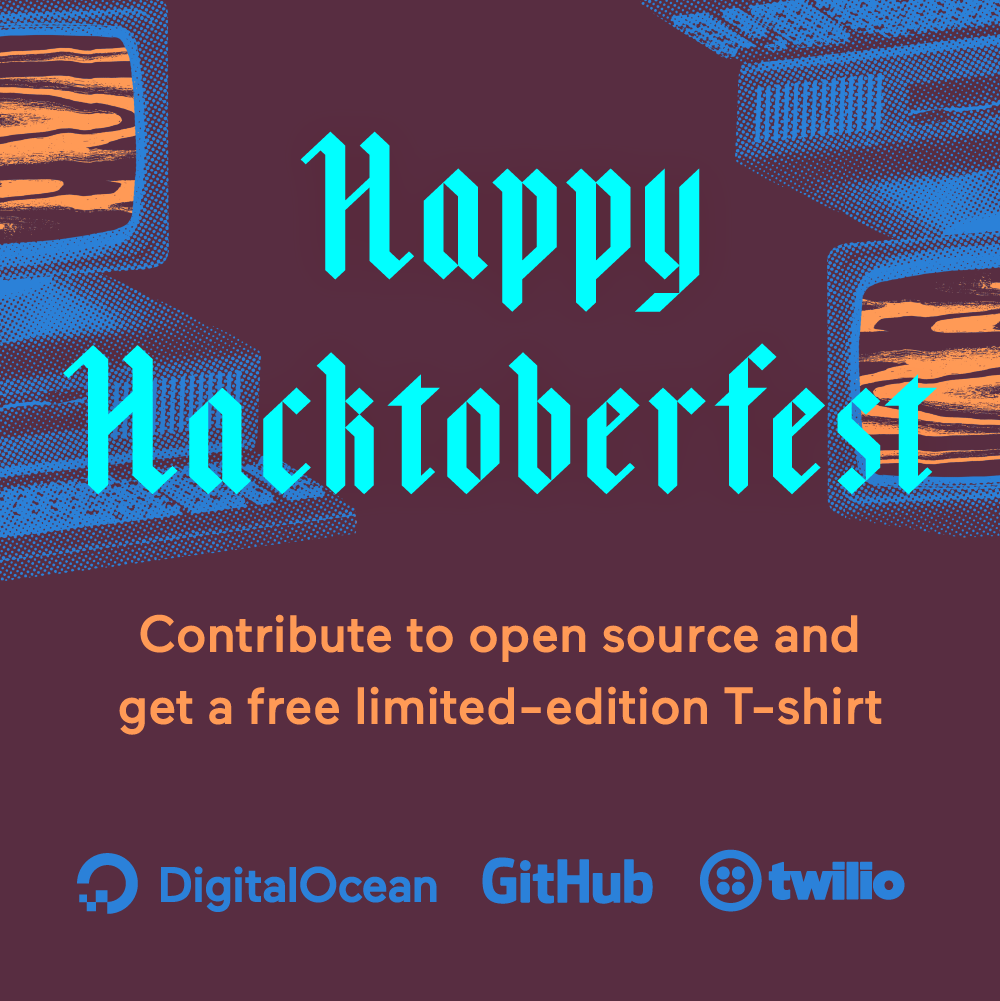 Happy
Hacktoberfest
Contribute to open source and
get a free limited-edition T-shirt
DigitalOcean GitHub twilio